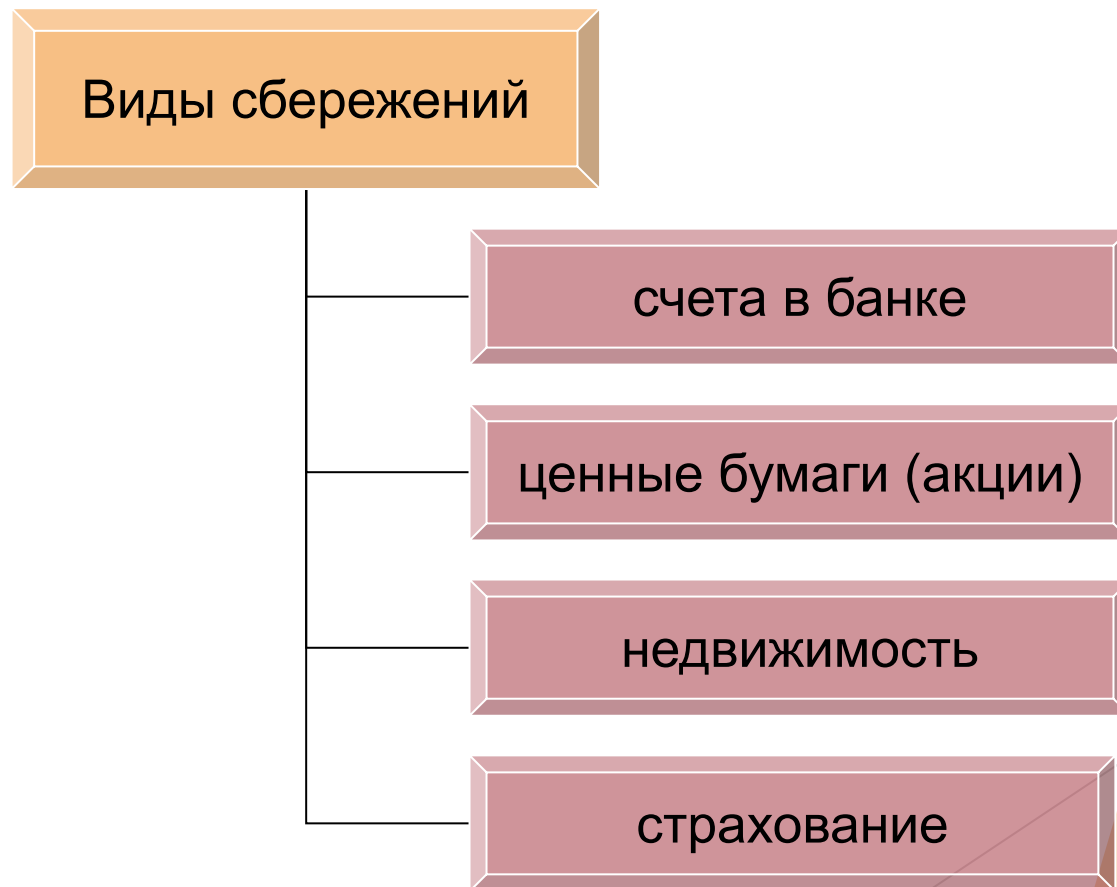 Виды сбережений
счета в банке
ценные бумаги (акции)
недвижимость
страхование